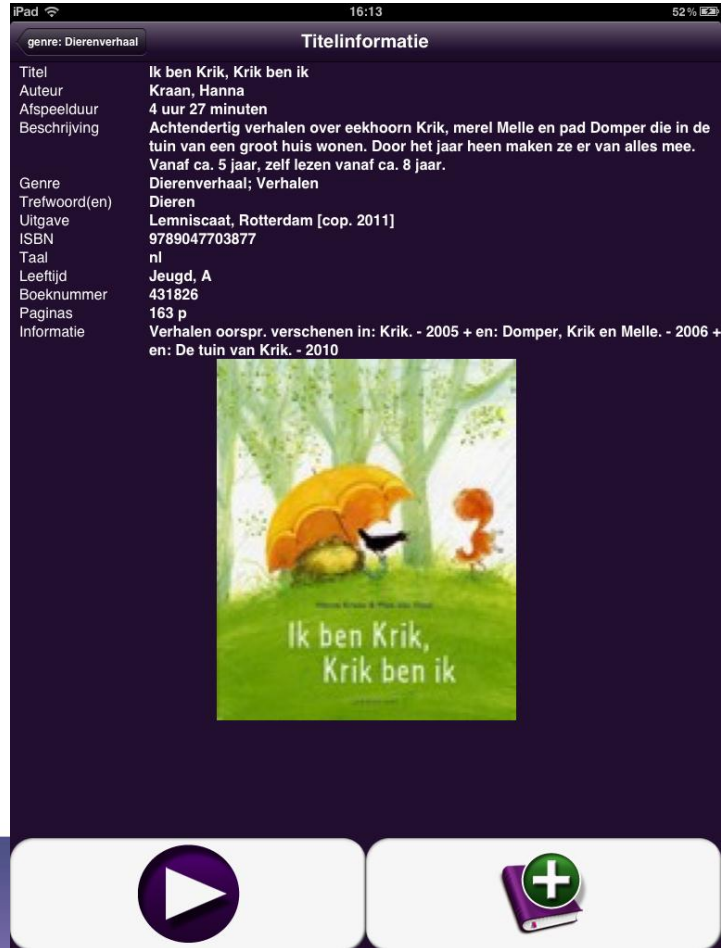 iPad 16:13 52%
genre: Dierenverhaal Titelinformatie
Titel Ik ben Krik, Krik ben ik
Auteur Kraan, Hanna
Afspeelduur 4 uur 27 minuten
Beschrijving Achtendertig verhalen over eekhoorn Krik, merel Melle en pad Domper die in de
tuin van een groot huis wonen. Door het jaar heen maken ze er van alles mee.
Vanaf ca. 5 jaar, zelf lezen vanaf ca. 8 jaar.
Genre Dierenverhaal; Verhalen
Trefwoord(en) Dieren
Uitgave Lemniscaat, Rotterdam [cop. 2011]
ISBN 9789047703877
Taal nl
Leeftijd Jeugd, A
Boeknummer 431826
Paginas 163 p
Informatie Verhalen oorspr. verschenen in: Krik. - 2005 + en: Domper, Krik en Melle. - 2006 +
en: De tuin van Krik. - 2010
Ik ben Krik,
Krik ben ik